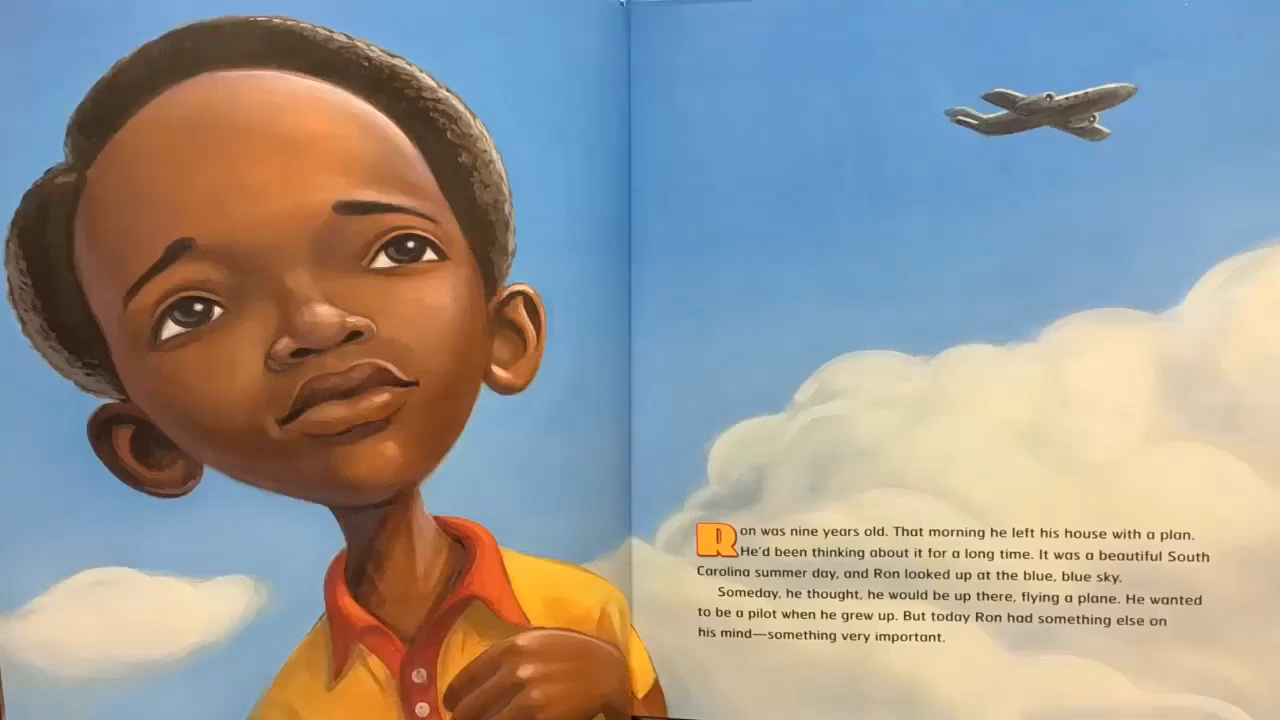 Ron was nine years old. That morning he left his house with a plan.
He'd been thinking about it for a long time. It was a beautiful South
Carolina summer day, and Ron looked up at the blue, blue sky.
Someday, he thought, he would be up there, flying a plane. He wanted
to be a pilot when he grew up. But today Ron had something else on
his mind—something very important.